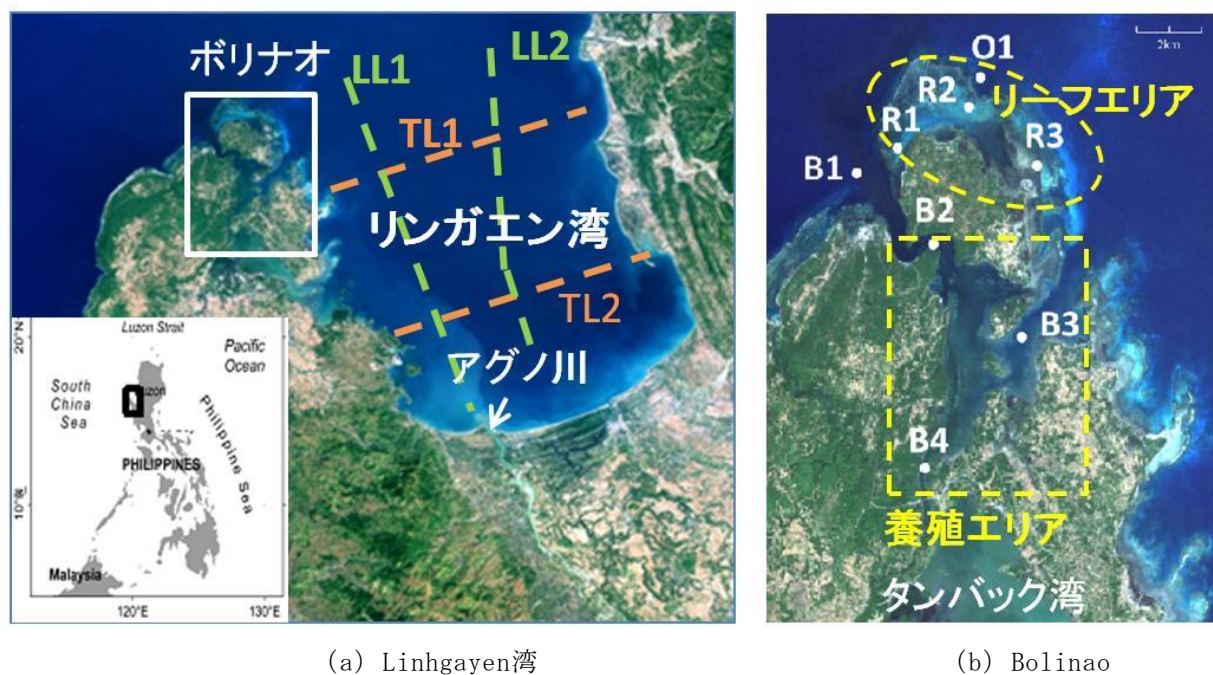 ボリナオ
LL1
LL2
TL1
リンガエン湾
TL2
アグノ川
Luzon Strait
20°N
Pacific
Ocean
South
China
Sea
Luzon
Philippine Sea
PHILIPPINES
10°N
Malaysia
120°E
130°E
(a) Linhgayen湾
2km
O1
R2
リーフエリア
R1
R3
B1
B2
B3
B4
養殖エリア
タンバック湾
(b) Bolinao